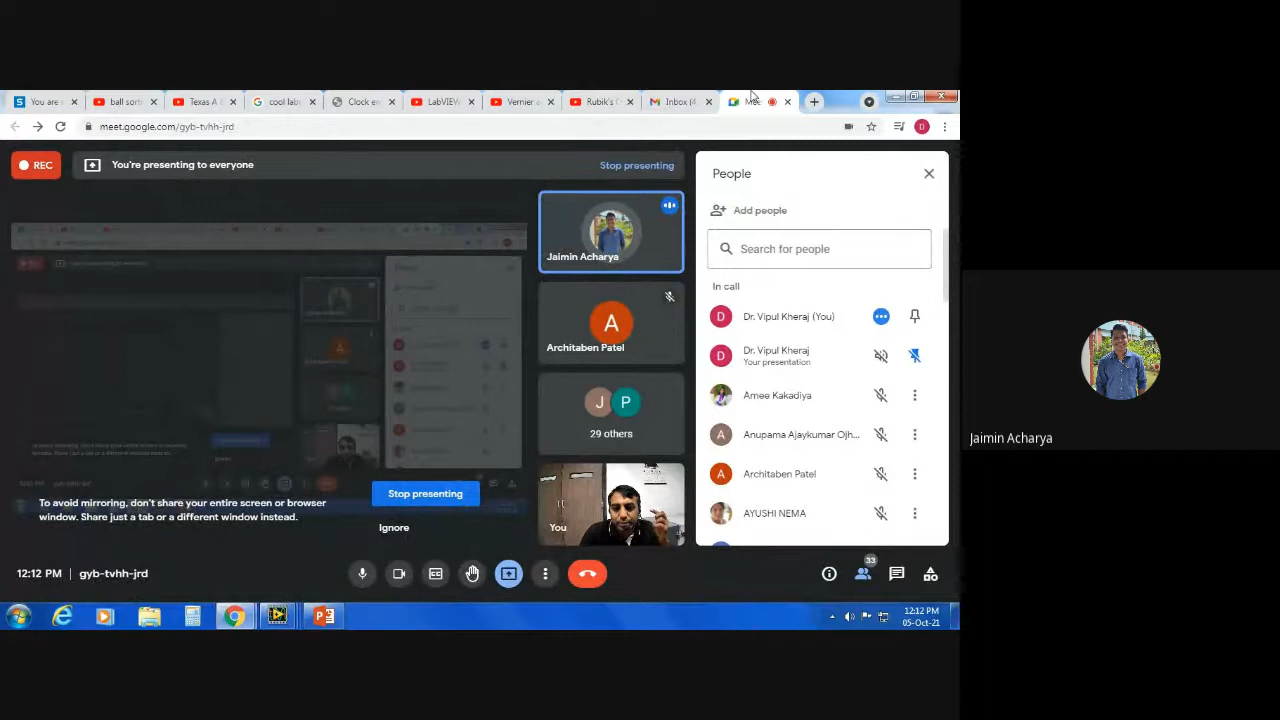 You are
ball sort
Texas A
cool lab
Clock en
LabVIEW
Vernier a
Rubik's
Inbox (4
meet.google.com/gyb-tvhh-jrd
D
REC
You're presenting to everyone
Stop presenting
Jaimin Acharya
A
Architaben Patel
J P
29 others
You
To avoid mirroring, don't share your entire screen or browser
window. Share just a tab or a different window instead.
Stop presenting
Ignore
People
Add people
Search for people
In call
D Dr. Vipul Kheraj (You)
D Dr. Vipul Kheraj
Your presentation
Amee Kakadiya
A Anupama Ajaykumar Ojh...
A Architaben Patel
AYUSHI NEMA
12:12 PM | gyb-tvhh-jrd
33
12:12 PM
05-Oct-21
Jaimin Acharya